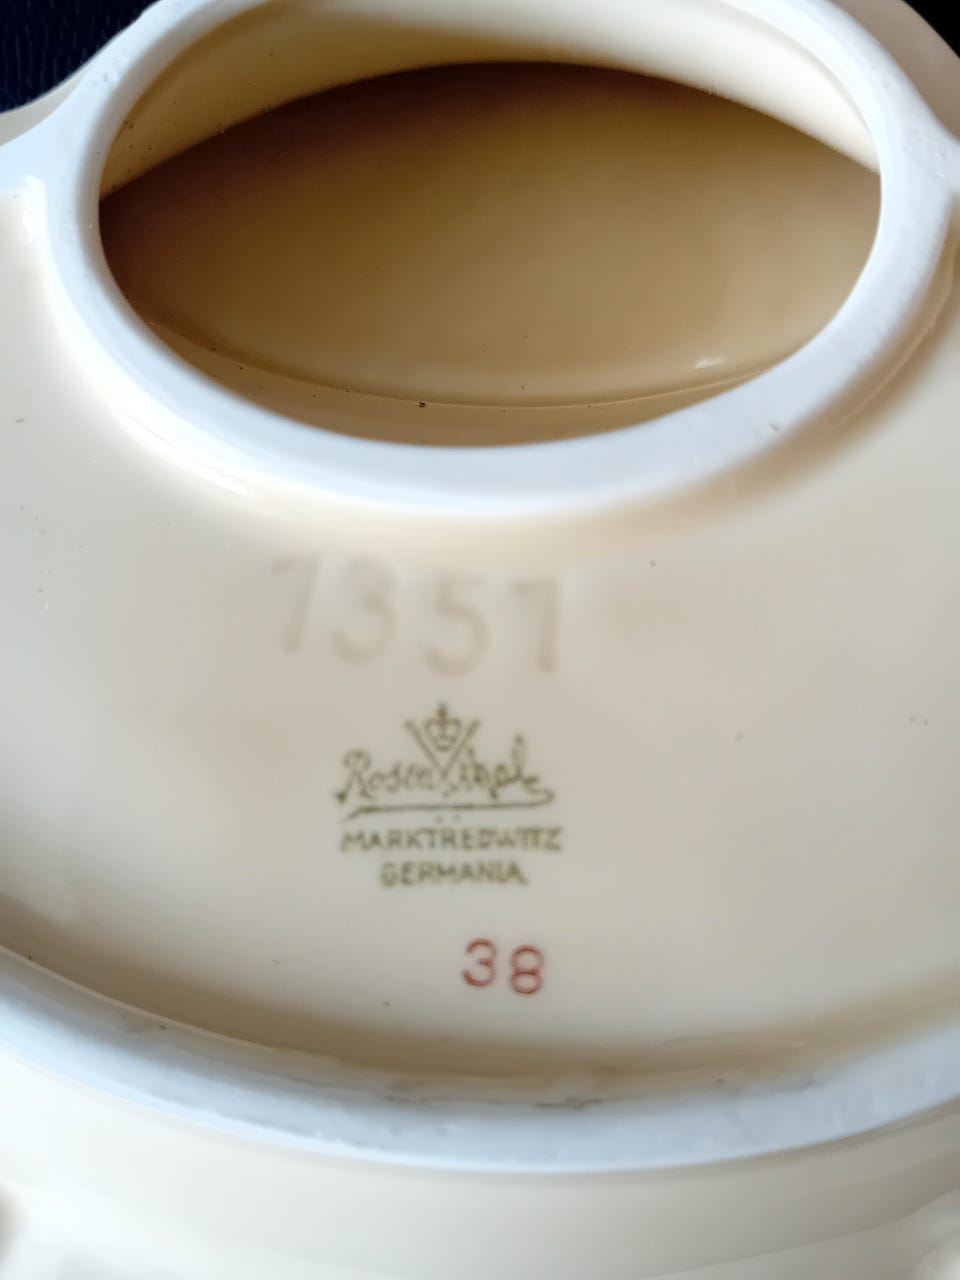 1351
Rosenthal
MARKTREDWITZ
GERMANIA
38